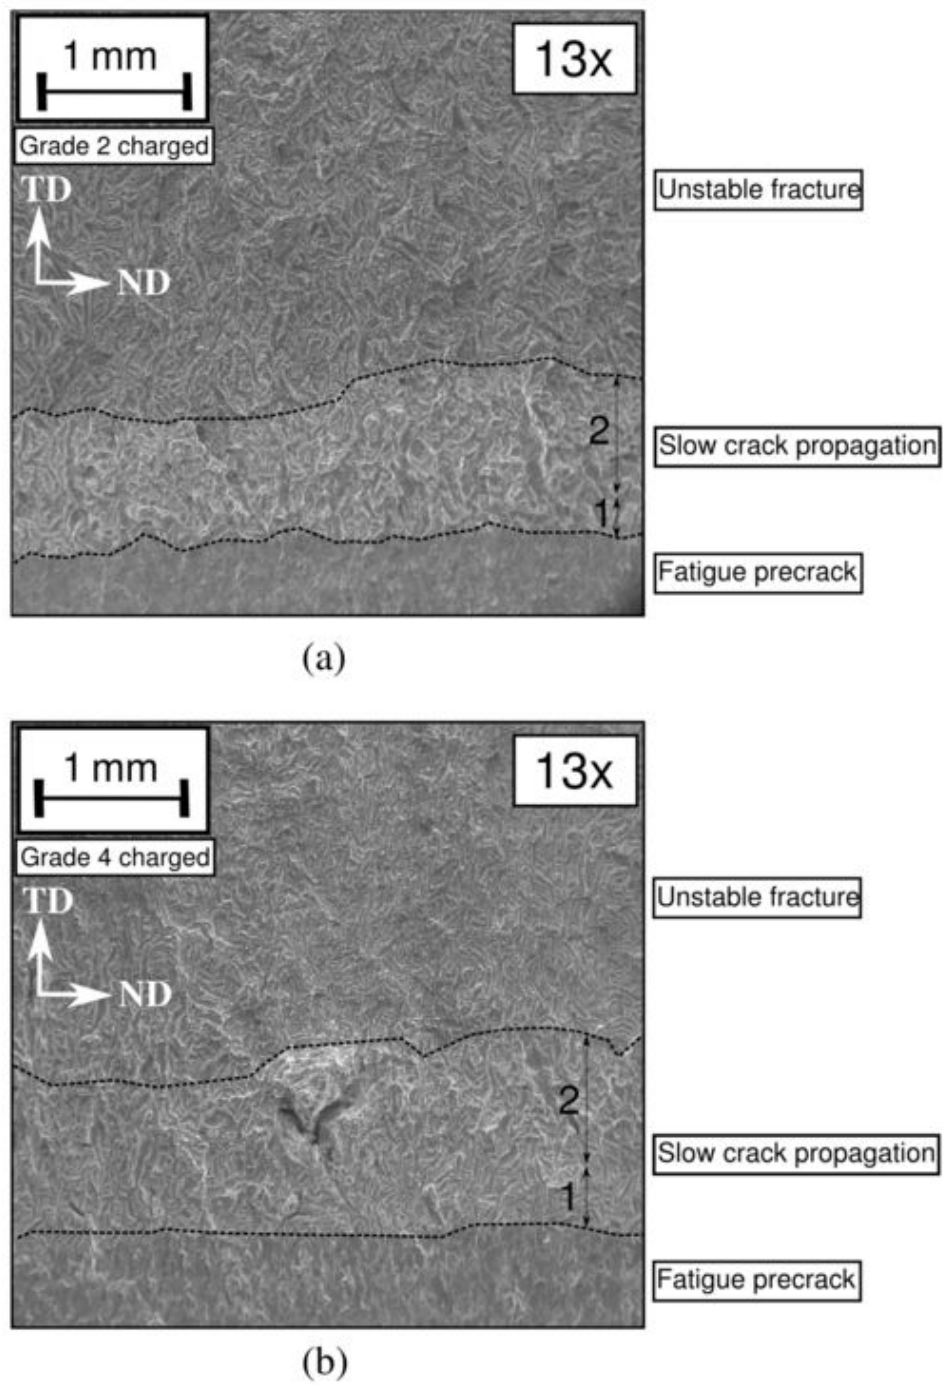 1 mm
13x
Grade 2 charged
TD
ND
Unstable fracture
2
Slow crack propagation
1
Fatigue precrack
(a)
1 mm
13x
Grade 4 charged
TD
ND
Unstable fracture
2
Slow crack propagation
1
Fatigue precrack
(b)